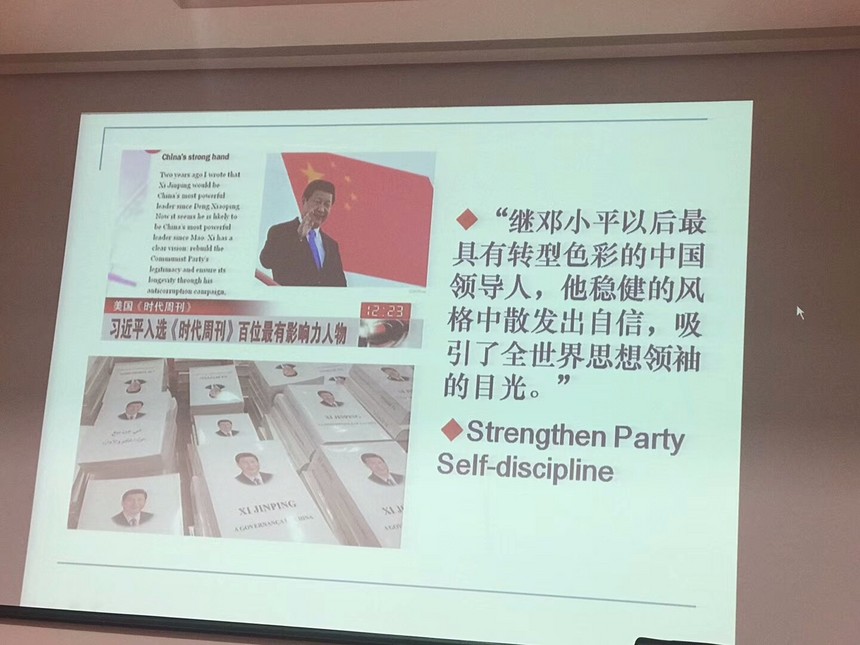 China's strong hand
Two years ago I wrote that
Xi Jinping would be
China's most powerful
leader since Deng Xiaoping.
Now it seems he is likely to
be China's most powerful
leader since Mao. Xi has a
clear vision: rebuild the
Communist Party's
legitimacy and ensure its
longevity through his
anticorruption campaign,
美国《时代周刊》
12:23
习近平入选《时代周刊》百位最有影响力人物
XI JINPING
XI JINPING
GOVERNANCE OF CHINA
“继邓小平以后最
具有转型色彩的中国
领导人，他稳健的风
格中散发出自信，吸
引了全世界思想领袖
的目光。”
Strengthen Party
Self-discipline